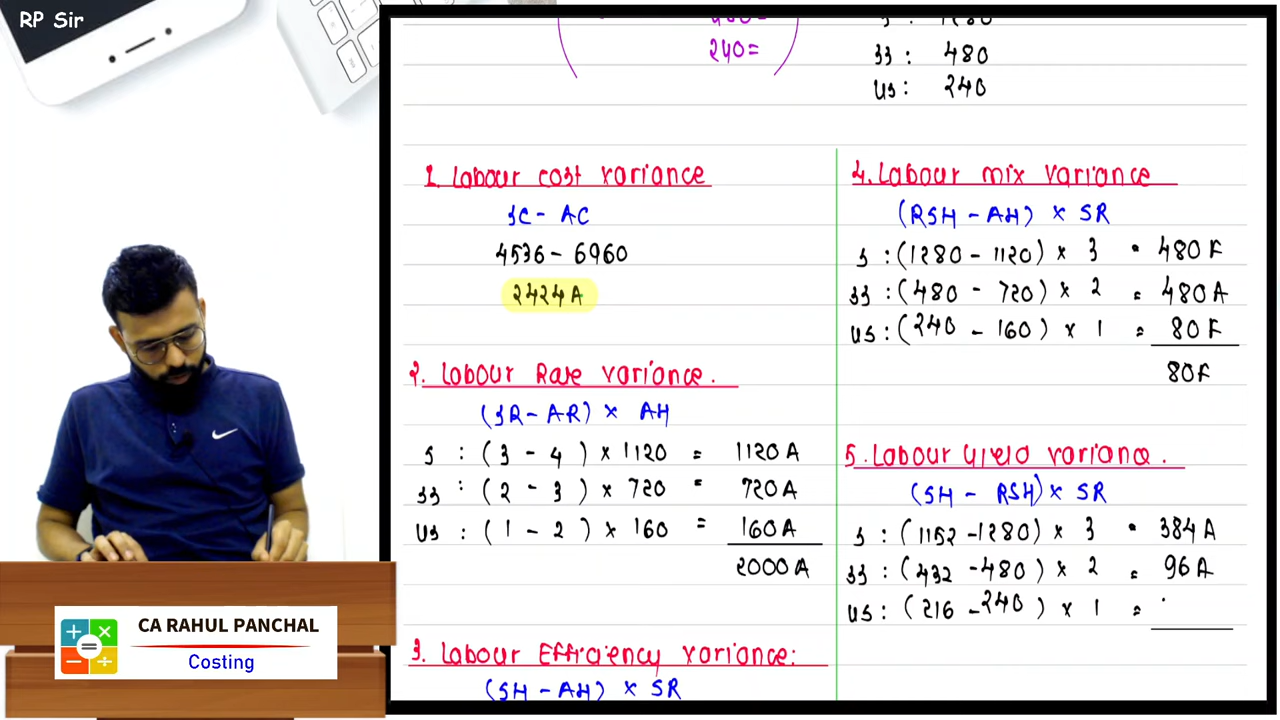 RP Sir
240=
SS: 480
US: 240
1. Labour cost variance
SC - AC
4536 - 6960
2424 A
2. Labour Rate variance.
(SR - AR) × AH
S : (3 - 4) × 1120 = 1120 A
SS : (2 - 3) × 720 = 720 A
US : (1 - 2) × 160 = 160 A
2000 A
3. Labour Efficiency variance:
(SH - AH) × SR
4. Labour mix variance
(RSH - AH) × SR
S : (1280 - 1120) × 3 = 480 F
SS : (480 - 720) × 2 = 480 A
US : (240 - 160) × 1 = 80 F
80 F
5. Labour Yield variance.
(SH - RSH) × SR
S : (1152 - 1280) × 3 = 384 A
SS : (432 - 480) × 2 = 96 A
US : (216 - 240) × 1 =
CA RAHUL PANCHAL
Costing